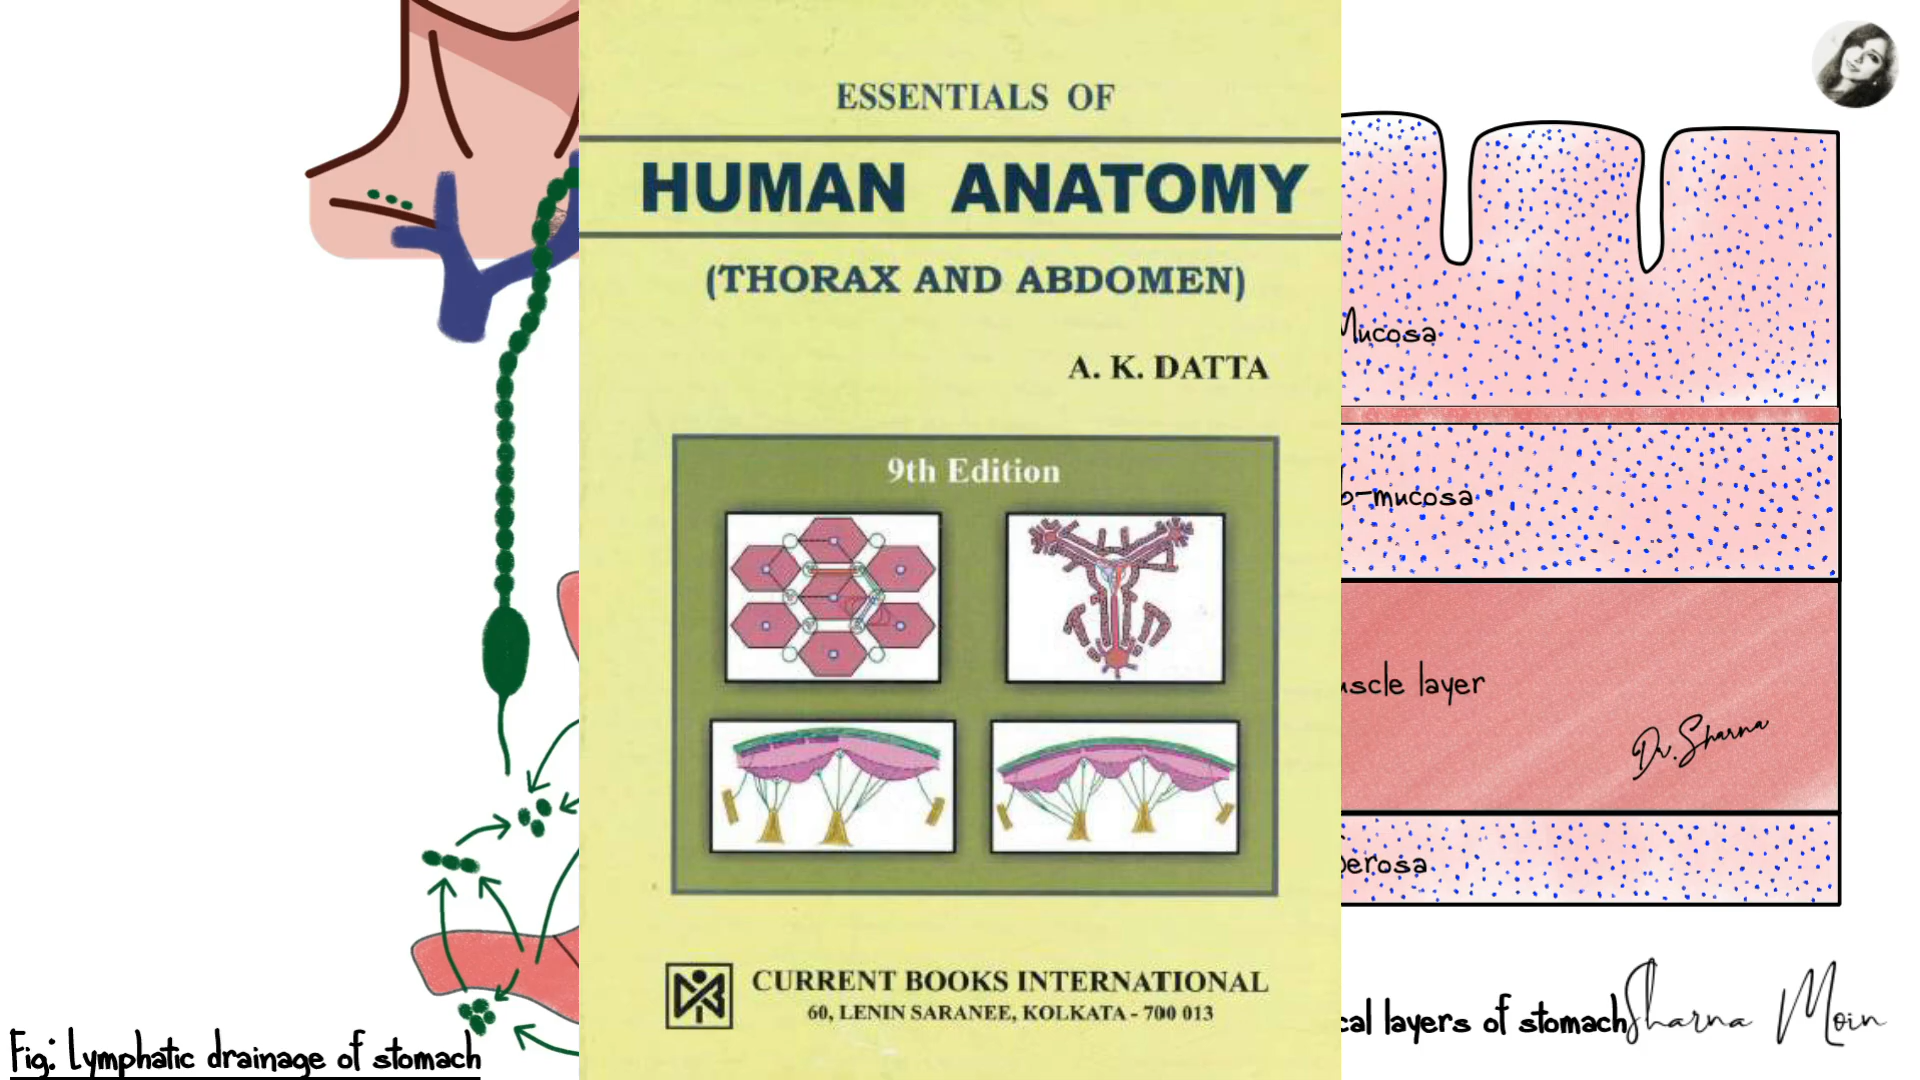 ESSENTIALS OF
HUMAN ANATOMY
(THORAX AND ABDOMEN)
A. K. DATTA
9th Edition
CURRENT BOOKS INTERNATIONAL
60, LENIN SARANEE, KOLKATA - 700 013
Fig: Lymphatic drainage of stomach
Mucosa
b-mucosa
uscle layer
Dr. Sharna
erosa
cal layers of stomach
Sharna Moin